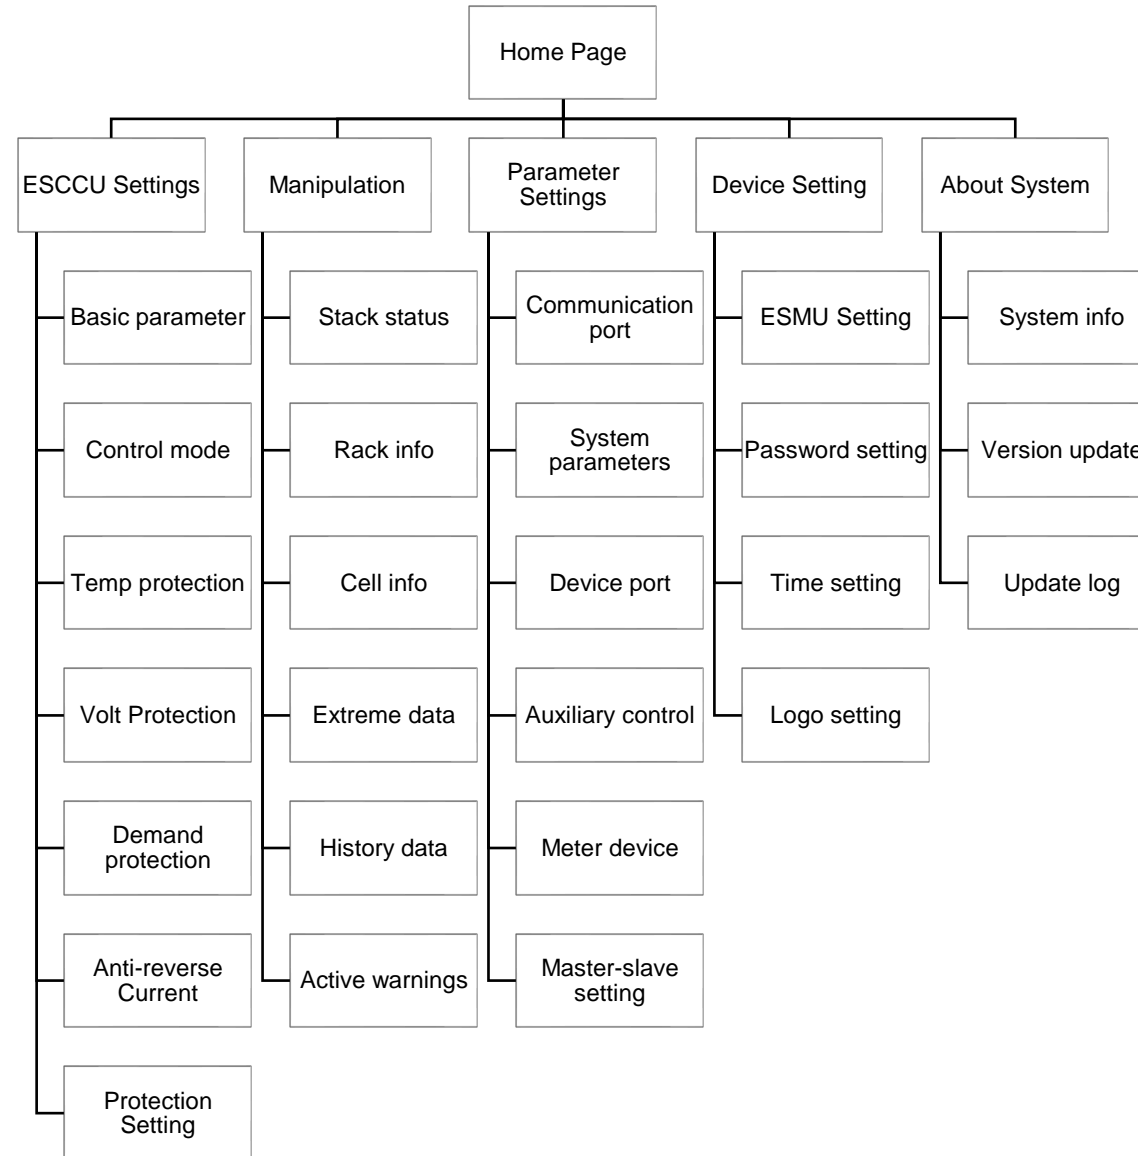 Home Page
ESCCU Settings
Manipulation
Parameter
Settings
Device Setting
About System
Basic parameter
Stack status
Communication
port
ESMU Setting
System info
Control mode
Rack info
System
parameters
Password setting
Version update
Temp protection
Cell info
Device port
Time setting
Update log
Volt Protection
Extreme data
Auxiliary control
Logo setting
Demand
protection
History data
Meter device
Anti-reverse
Current
Active warnings
Master-slave
setting
Protection
Setting